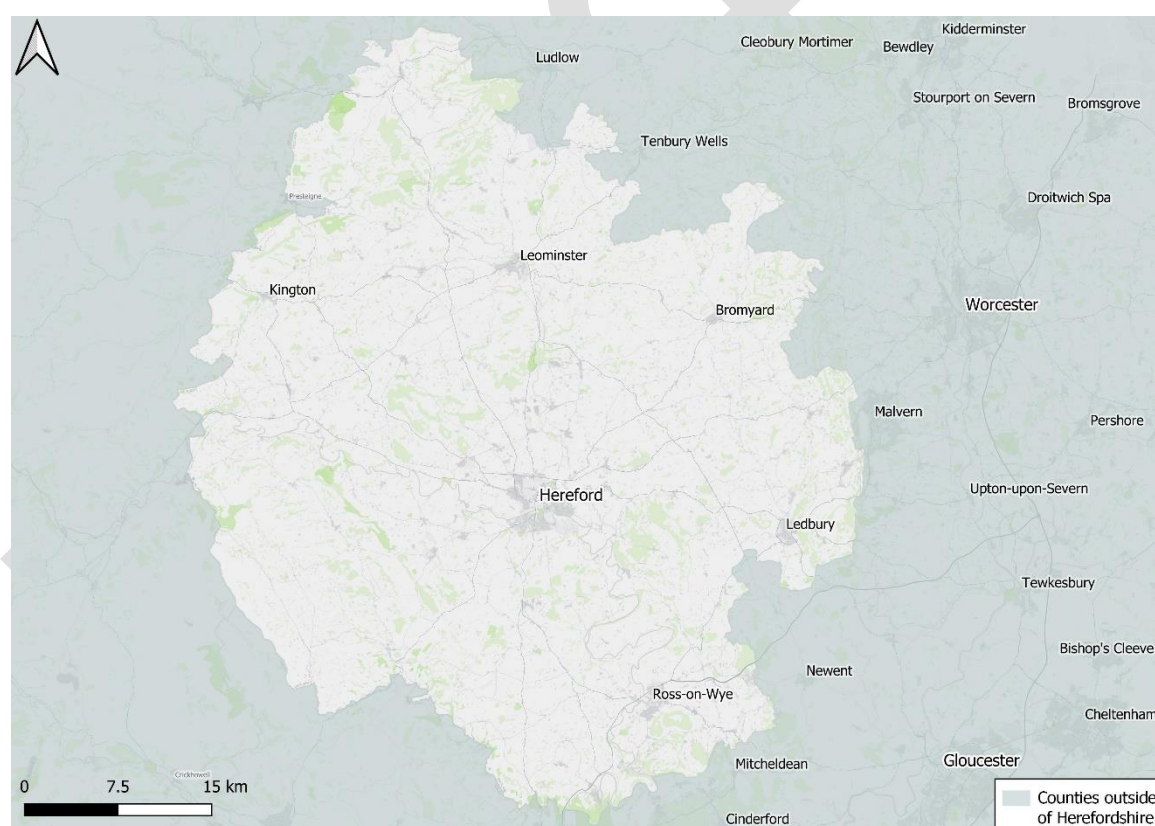 Kidderminster
Cleobury Mortimer
Bewdley
Ludlow
Stourport on Severn
Bromsgrove
Tenbury Wells
Presteigne
Droitwich Spa
Leominster
Kington
Worcester
Bromyard
Malvern
Pershore
Hereford
Upton-upon-Severn
Ledbury
Tewkesbury
Bishop's Cleeve
Newent
Ross-on-Wye
Cheltenham
Gloucester
Mitcheldean
Crickhowell
0 7.5 15 km
Counties outside
of Herefordshire
Cinderford